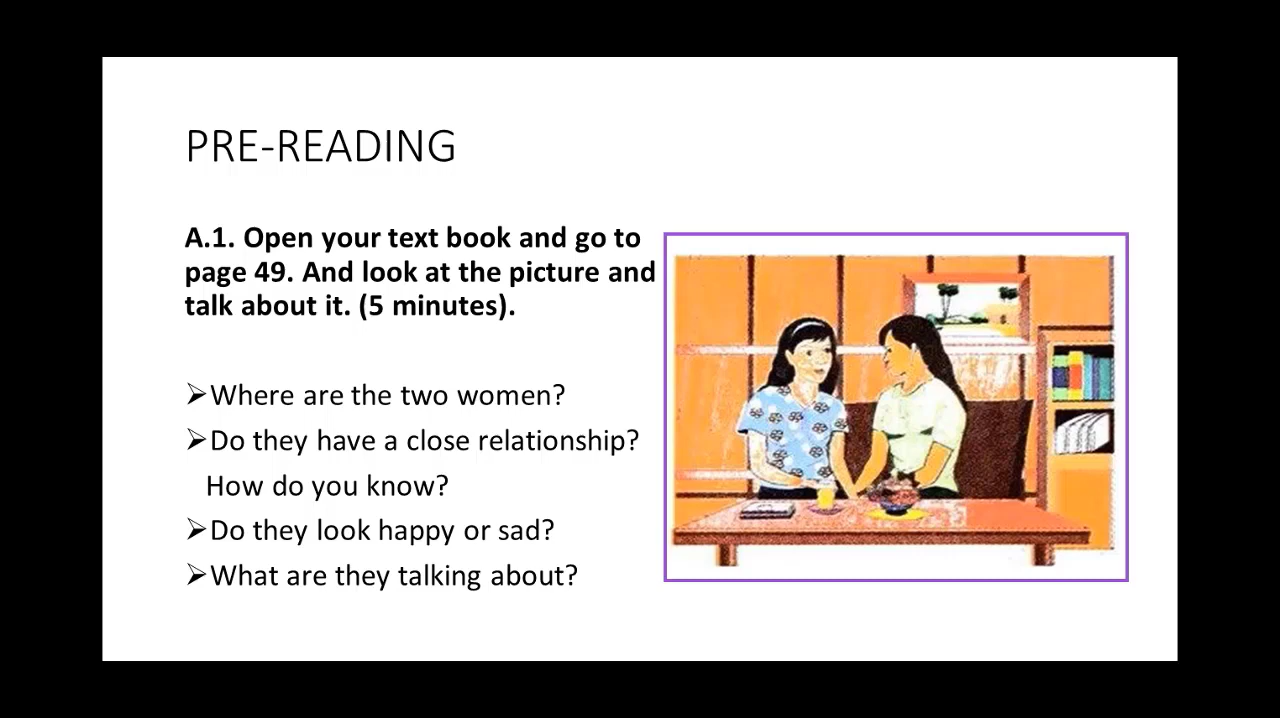 PRE-READING
A.1. Open your text book and go to
page 49. And look at the picture and
talk about it. (5 minutes).
➢Where are the two women?
➢Do they have a close relationship?
How do you know?
➢Do they look happy or sad?
➢What are they talking about?